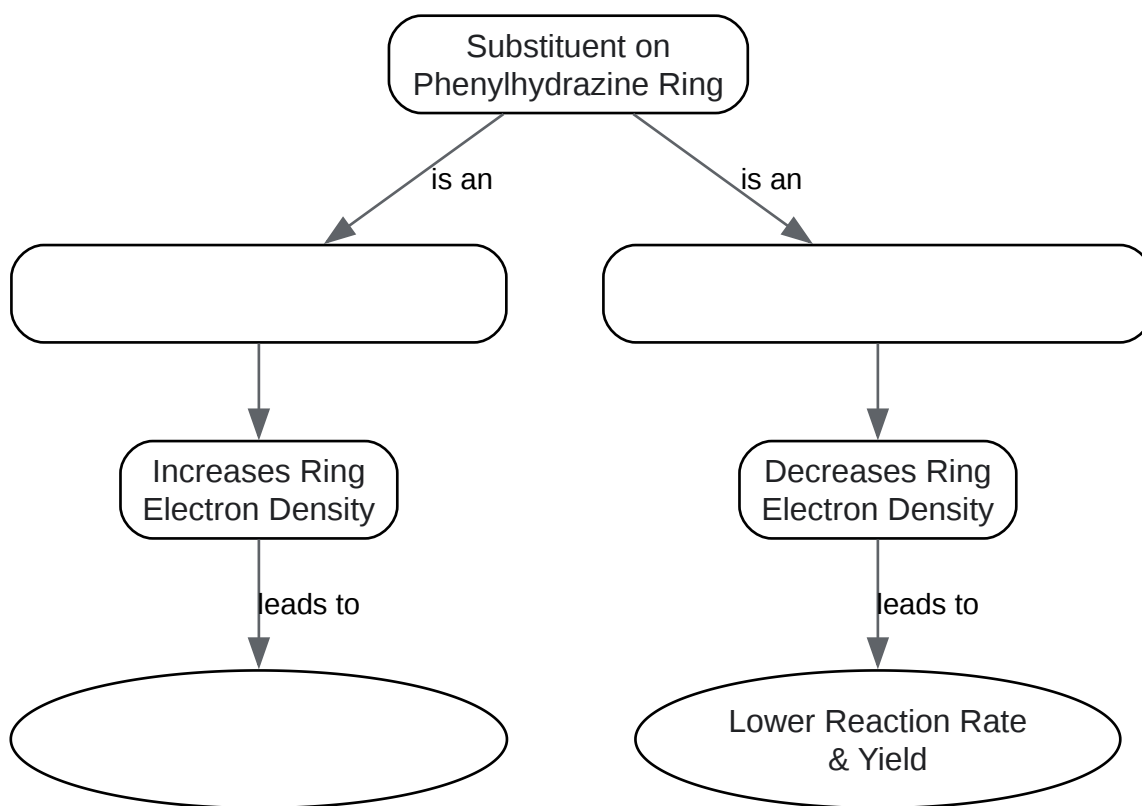 Substituent on
Phenylhydrazine Ring
is an
is an
Increases Ring
Electron Density
Decreases Ring
Electron Density
leads to
leads to
Lower Reaction Rate
& Yield